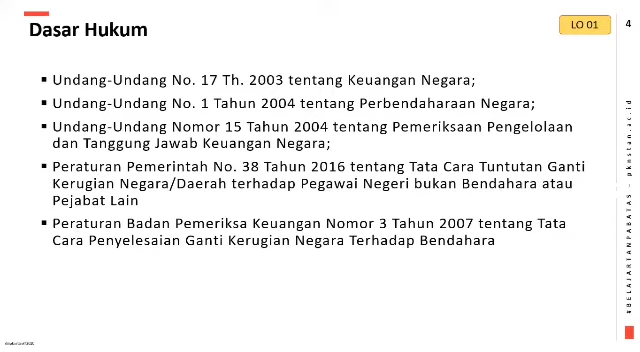 Dasar Hukum
LO 01
4
▪ Undang-Undang No. 17 Th. 2003 tentang Keuangan Negara;
▪ Undang-Undang No. 1 Tahun 2004 tentang Perbendaharaan Negara;
▪ Undang-Undang Nomor 15 Tahun 2004 tentang Pemeriksaan Pengelolaan
dan Tanggung Jawab Keuangan Negara;
▪ Peraturan Pemerintah No. 38 Tahun 2016 tentang Tata Cara Tuntutan Ganti
Kerugian Negara/Daerah terhadap Pegawai Negeri bukan Bendahara atau
Pejabat Lain
▪ Peraturan Badan Pemeriksa Keuangan Nomor 3 Tahun 2007 tentang Tata
Cara Penyelesaian Ganti Kerugian Negara Terhadap Bendahara
#BELAJARTANPABATAS - pknstan.ac.id